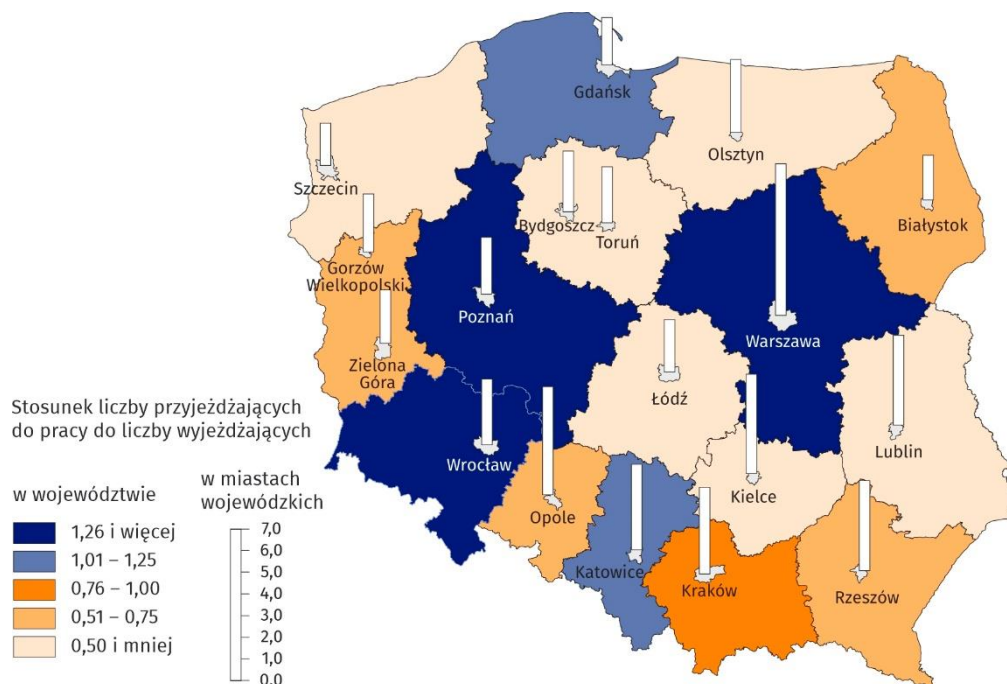 Gdańsk
Olsztyn
Szczecin
Bydgoszcz
Toruń
Białystok
Gorzów
Wielkopolski
Poznań
Warszawa
Zielona
Góra
Łódź
Lublin
Wrocław
Opole
Kielce
Katowice
Kraków
Rzeszów
Stosunek liczby przyjeżdżających
do pracy do liczby wyjeżdżających
w województwie
1,26 i więcej
1,01 – 1,25
0,76 – 1,00
0,51 – 0,75
0,50 i mniej
w miastach
wojewódzkich
7,0
6,0
5,0
4,0
3,0
2,0
1,0
0,0